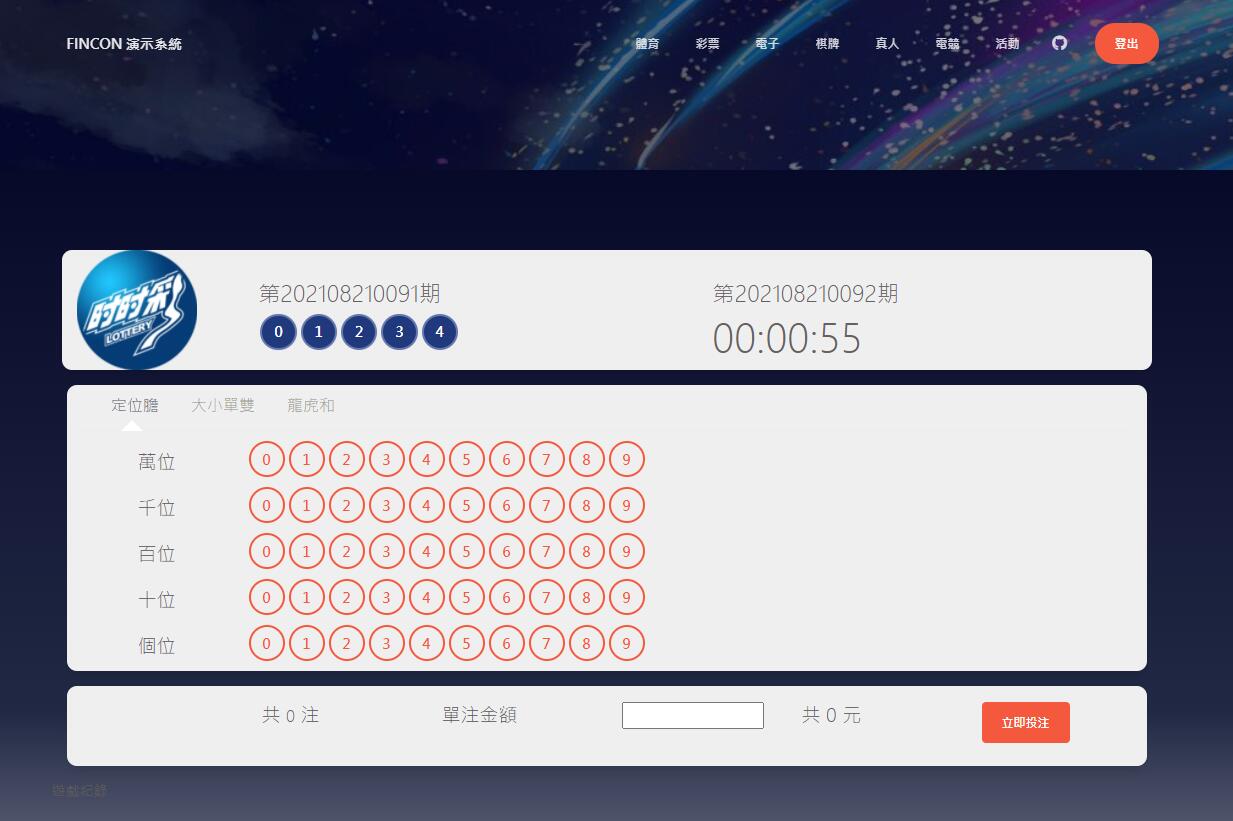 FINCON 演示系統
體育 彩票 電子 棋牌 真人 電競 活動 登出
时时彩
LOTTERY
第202108210091期
0 1 2 3 4
第202108210092期
00:00:55
定位膽 大小單雙 龍虎和
萬位 0 1 2 3 4 5 6 7 8 9
千位 0 1 2 3 4 5 6 7 8 9
百位 0 1 2 3 4 5 6 7 8 9
十位 0 1 2 3 4 5 6 7 8 9
個位 0 1 2 3 4 5 6 7 8 9
共 0 注 單注金額 共 0 元 立即投注
遊戲紀錄